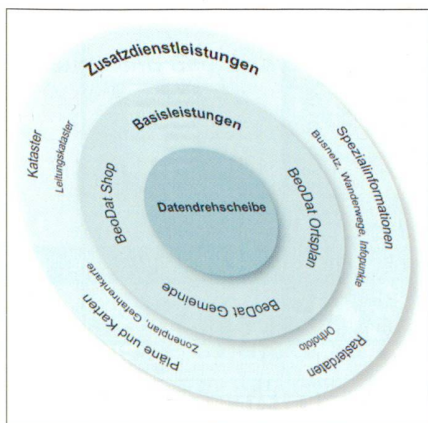 Zusatzdienstleistungen
Kataster
Leitungskataster
Spezialinformationen
Busnetz, Wanderwege, Infopunkte
Basisleistungen
BeoDat Shop
BeoDat Ortsplan
Datendrehscheibe
BeoDat Gemeinde
Zonenplan, Gefahrenkarte
Pläne und Karten
Orthofoto
Rasterdaten